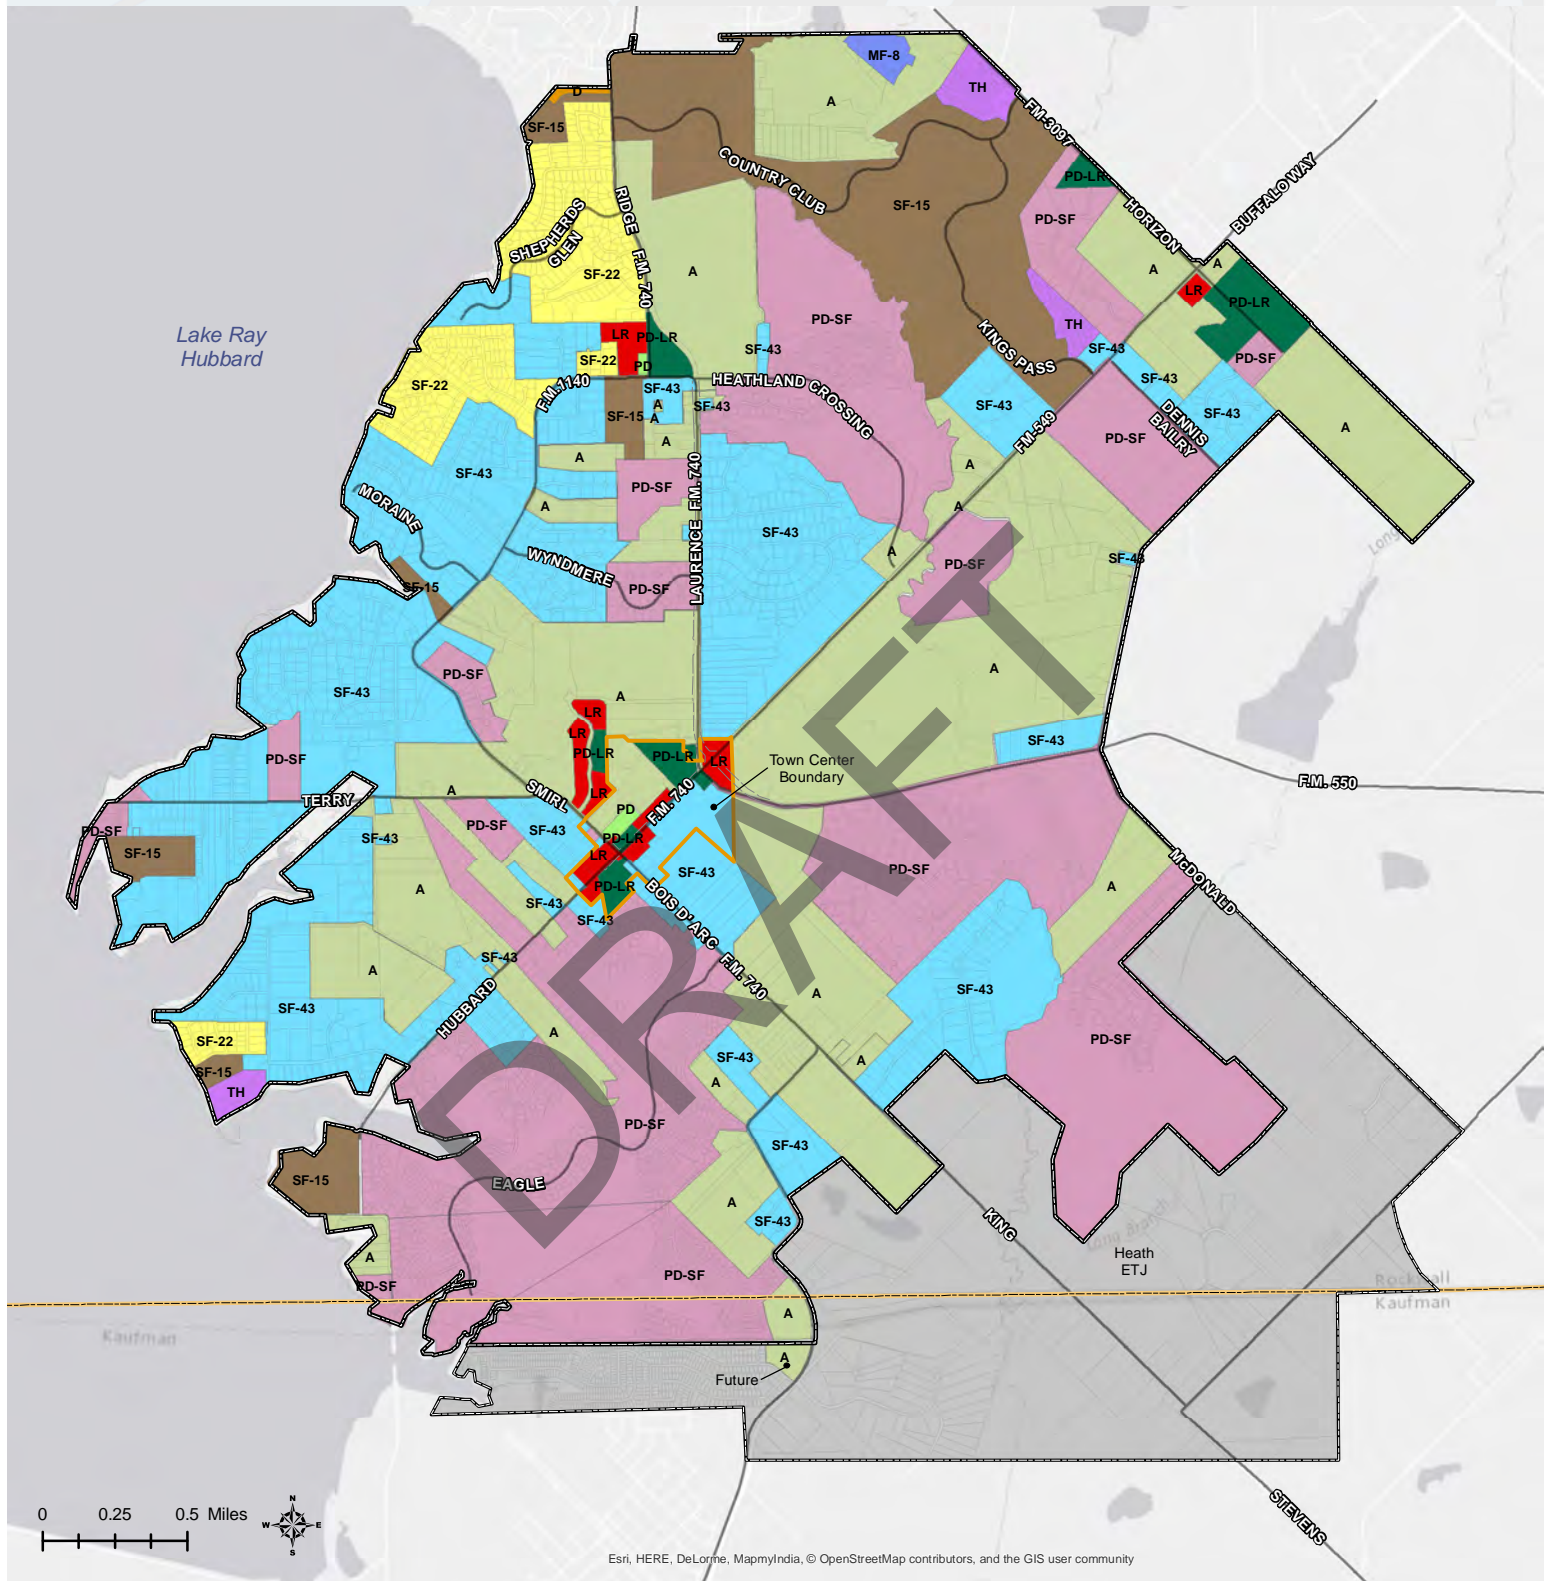 MF-8
TH
A
D
SF-15
FM-3097
COUNTRY CLUB
PD-LR
BUFFALO WAY
SF-15
RIDGE F.M. 740
PD-SF
HORIZON
SHEPHERDS
GLEN
SF-22
A
A
A
LR
PD-LR
PD-SF
TH
LR
PD-LR
Lake Ray
Hubbard
SF-22
PD
SF-43
KINGS PASS
SF-43
PD-SF
SF-22
F.M.1140
SF-43
HEATHLAND CROSSING
SF-43
SF-15
A
A
SF-43
SF-43
DENNIS
BAILRY
SF-43
A
FM-549
PD-SF
A
A
SF-43
A
PD-SF
LAURENCE F.M. 740
MORAINE
A
A
SF-43
WYNDMERE
A
PD-SF
SF-43
SF-15
PD-SF
PD-SF
A
SF-43
A
LR
LR
PD-LR
PD-LR
LR
SF-43
PD-SF
Town Center
Boundary
F.M. 550
TERRY
A
SMIRL
LR
PD
F.M. 740
PD-SF
SF-43
PD-SF
SF-43
PD-LR
SF-15
LR
SF-43
PD-SF
McDONALD
A
PD-LR
A
SF-43
SF-43
BOIS D' ARC F.M. 740
SF-43
A
SF-43
HUBBARD
A
SF-43
A
PD-SF
SF-22
SF-43
A
SF-15
TH
A
PD-SF
SF-43
SF-15
EAGLE
A
SF-43
KING
A
PD-SF
PD-SF
Heath
ETJ
Long Branch
Rockwall
Kaufman
A
Kaufman
A
Future
DRAFT
0 0.25 0.5 Miles
N
W E
S
STEVENS
Esri, HERE, DeLorme, MapmyIndia, © OpenStreetMap contributors, and the GIS user community